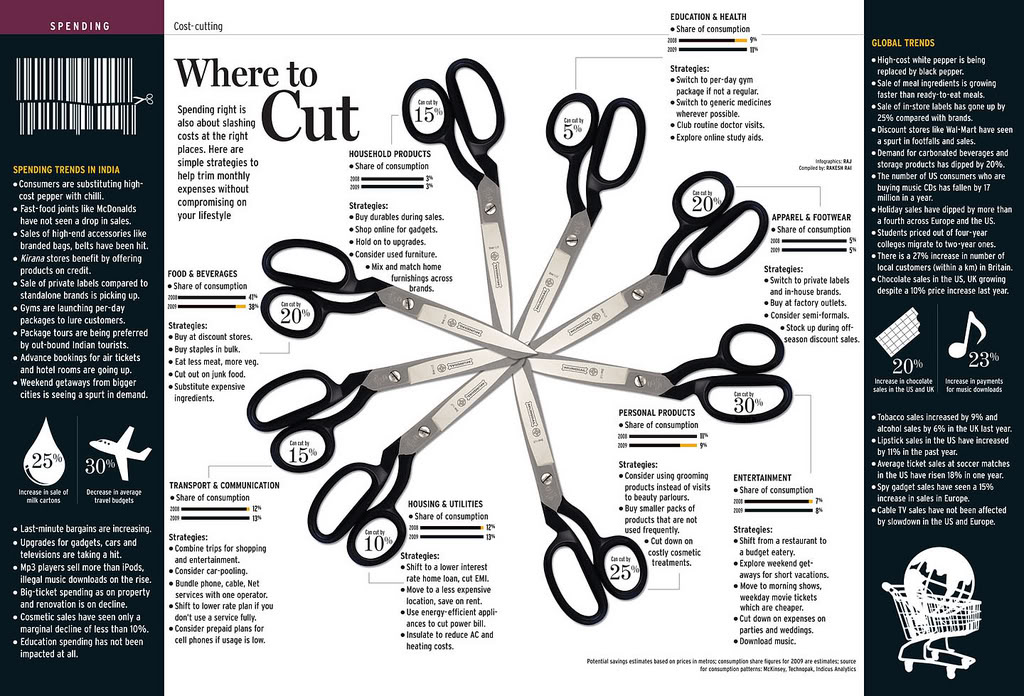 SPENDING
Cost-cutting
Where to
Cut
Spending right is
also about slashing
costs at the right
places. Here are
simple strategies to
help trim monthly
expenses without
compromising on
your lifestyle
SPENDING TRENDS IN INDIA
• Consumers are substituting high-
cost pepper with chilli.
• Fast-food joints like McDonalds
have not seen a drop in sales.
• Sales of high-end accessories like
branded bags, belts have been hit.
• Kirana stores benefit by offering
products on credit.
• Sale of private labels compared to
standalone brands is picking up.
• Gyms are launching per-day
packages to lure customers.
• Package tours are being preferred
by out-bound Indian tourists.
• Advance bookings for air tickets
and hotel rooms are going up.
• Weekend getaways from bigger
cities is seeing a spurt in demand.
25%
Increase in sale of
milk cartons
30%
Decrease in average
travel budgets
• Last-minute bargains are increasing.
• Upgrades for gadgets, cars and
televisions are taking a hit.
• Mp3 players sell more than iPods,
illegal music downloads on the rise.
• Big-ticket spending as on property
and renovation is on decline.
• Cosmetic sales have seen only a
marginal decline of less than 10%.
• Education spending has not been
impacted at all.
Can cut by
15%
HOUSEHOLD PRODUCTS
• Share of consumption
2008 3%
2009 3%
Strategies:
• Buy durables during sales.
• Shop online for gadgets.
• Hold on to upgrades.
• Consider used furniture.
• Mix and match home
furnishings across
brands.
Can cut by
5%
EDUCATION & HEALTH
• Share of consumption
2008 9%
2009 11%
Strategies:
• Switch to per-day gym
package if not a regular.
• Switch to generic medicines
wherever possible.
• Club routine doctor visits.
• Explore online study aids.
Infographics: RAJ
Compiled by: RAKESH RAI
Can cut by
20%
APPAREL & FOOTWEAR
• Share of consumption
2008 5%
2009 5%
Strategies:
• Switch to private labels
and in-house brands.
• Buy at factory outlets.
• Consider semi-formals.
• Stock up during off-
season discount sales.
FOOD & BEVERAGES
• Share of consumption
2008 41%
2009 38%
Can cut by
20%
Strategies:
• Buy at discount stores.
• Buy staples in bulk.
• Eat less meat, more veg.
• Cut out on junk food.
• Substitute expensive
ingredients.
Can cut by
15%
TRANSPORT & COMMUNICATION
• Share of consumption
2008 12%
2009 13%
Strategies:
• Combine trips for shopping
and entertainment.
• Consider car-pooling.
• Bundle phone, cable, Net
services with one operator.
• Shift to lower rate plan if you
don't use a service fully.
• Consider prepaid plans for
cell phones if usage is low.
Can cut by
10%
HOUSING & UTILITIES
• Share of consumption
2008 12%
2009 13%
Strategies:
• Shift to a lower interest
rate home loan, cut EMI.
• Move to a less expensive
location, save on rent.
• Use energy-efficient appli-
ances to cut power bill.
• Insulate to reduce AC and
heating costs.
PERSONAL PRODUCTS
• Share of consumption
2008 11%
2009 9%
Strategies:
• Consider using grooming
products instead of visits
to beauty parlours.
• Buy smaller packs of
products that are not
used frequently.
• Cut down on
costly cosmetic
treatments.
Can cut by
25%
Can cut by
30%
ENTERTAINMENT
• Share of consumption
2008 7%
2009 8%
Strategies:
• Shift from a restaurant to
a budget eatery.
• Explore weekend get-
aways for short vacations.
• Move to morning shows,
weekday movie tickets
which are cheaper.
• Cut down on expenses on
parties and weddings.
• Download music.
Potential savings estimates based on prices in metros; consumption share figures for 2009 are estimates; source
for consumption patterns: McKinsey, Technopak, Indicus Analytics
GLOBAL TRENDS
• High-cost white pepper is being
replaced by black pepper.
• Sale of meal ingredients is growing
faster than ready-to-eat meals.
• Sale of in-store labels has gone up by
25% compared with brands.
• Discount stores like Wal-Mart have seen
a spurt in footfalls and sales.
• Demand for carbonated beverages and
storage products has dipped by 20%.
• The number of US consumers who are
buying music CDs has fallen by 17
million in a year.
• Holiday sales have dipped by more than
a fourth across Europe and the US.
• Students priced out of four-year
colleges migrate to two-year ones.
• There is a 27% increase in number of
local customers (within a km) in Britain.
• Chocolate sales in the US, UK growing
despite a 10% price increase last year.
20%
Increase in chocolate
sales in the US and UK
23%
Increase in payments
for music downloads
• Tobacco sales increased by 9% and
alcohol sales by 6% in the UK last year.
• Lipstick sales in the US have increased
by 11% in the past year.
• Average ticket sales at soccer matches
in the US have risen 18% in one year.
• Spy gadget sales have seen a 15%
increase in sales in Europe.
• Cable TV sales have not been affected
by slowdown in the US and Europe.